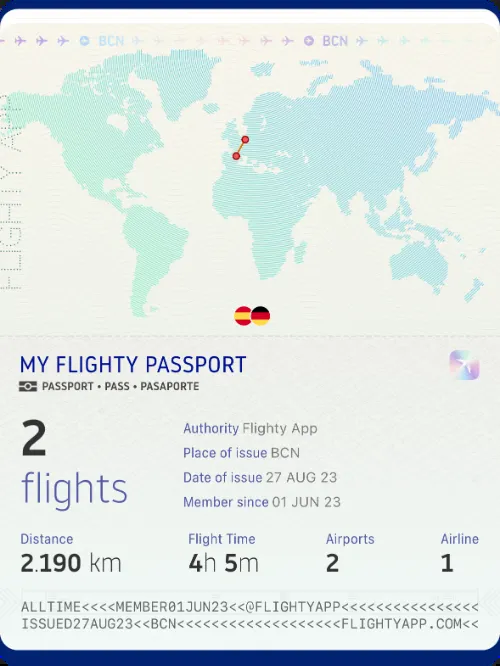 BCN BCN
FLIGHTY APP
MY FLIGHTY PASSPORT
PASSPORT • PASS • PASAPORTE
2
flights
Authority Flighty App
Place of issue BCN
Date of issue 27 AUG 23
Member since 01 JUN 23
Distance Flight Time Airports Airline
2.190 km 4h 5m 2 1
ALLTIME<<<<MEMBER01JUN23<<@FLIGHTYAPP<<<<<<<<<<<<<<<<
ISSUED27AUG23<<BCN<<<<<<<<<<<<<<<<<<<FLIGHTYAPP.COM<<